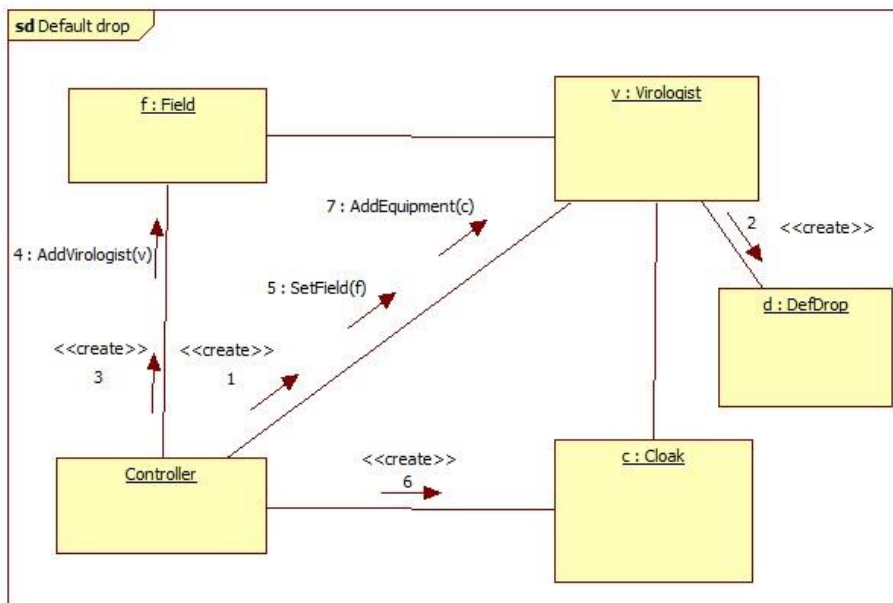 sd Default drop
f : Field
v : Virologist
7 : AddEquipment(c)
2 <<create>>
4 : AddVirologist(v)
5 : SetField(f)
d : DefDrop
<<create>>
3
<<create>>
1
Controller
<<create>>
6
c : Cloak